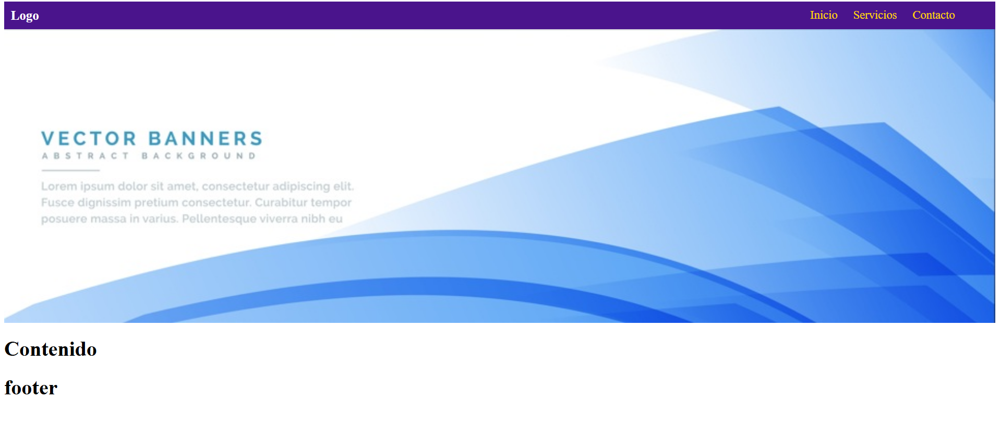 Logo
Inicio Servicios Contacto
VECTOR BANNERS
ABSTRACT BACKGROUND
Lorem ipsum dolor sit amet, consectetur adipiscing elit.
Fusce dignissim pretium consectetur. Curabitur tempor
posuere massa in varius. Pellentesque viverra nibh eu
Contenido
footer